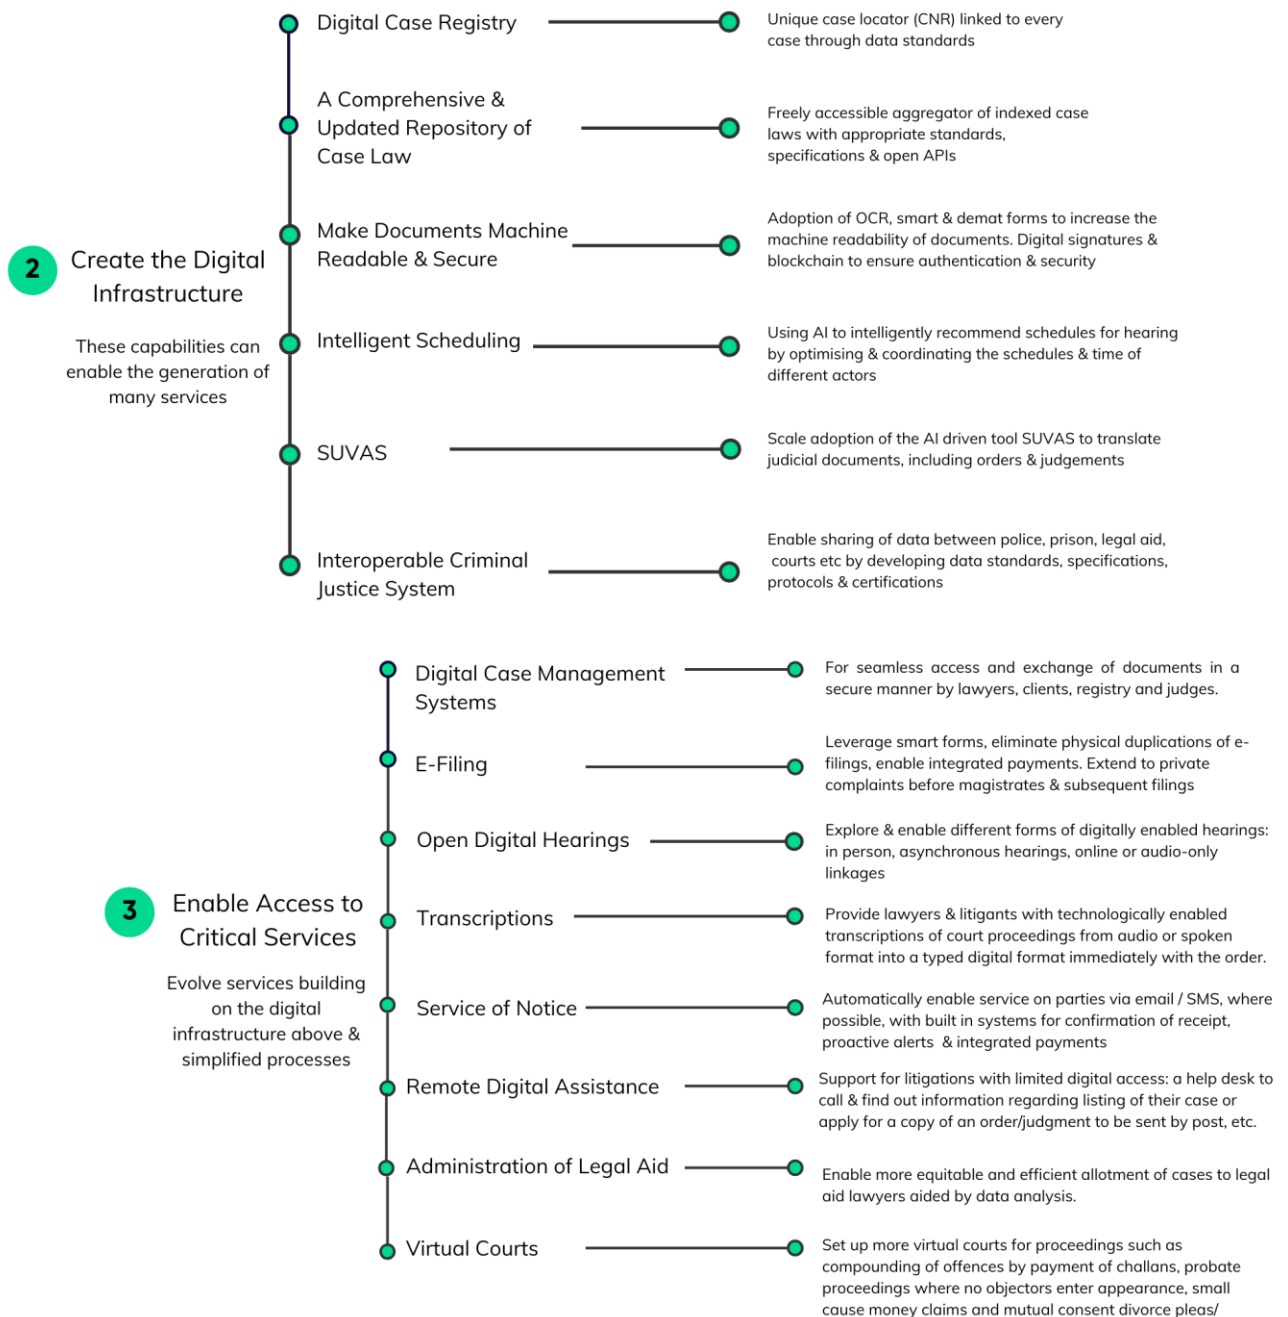 Digital Case Registry
Unique case locator (CNR) linked to every
case through data standards
A Comprehensive &
Updated Repository of
Case Law
Freely accessible aggregator of indexed case
laws with appropriate standards,
specifications & open APIs
Make Documents Machine
Readable & Secure
Adoption of OCR, smart & demat forms to increase the
machine readability of documents. Digital signatures &
blockchain to ensure authentication & security
2
Create the Digital
Infrastructure
These capabilities can
enable the generation of
many services
Intelligent Scheduling
Using AI to intelligently recommend schedules for hearing
by optimising & coordinating the schedules & time of
different actors
SUVAS
Scale adoption of the AI driven tool SUVAS to translate
judicial documents, including orders & judgements
Interoperable Criminal
Justice System
Enable sharing of data between police, prison, legal aid,
courts etc by developing data standards, specifications,
protocols & certifications
Digital Case Management
Systems
For seamless access and exchange of documents in a
secure manner by lawyers, clients, registry and judges.
E-Filing
Leverage smart forms, eliminate physical duplications of e-
filings, enable integrated payments. Extend to private
complaints before magistrates & subsequent filings
Open Digital Hearings
Explore & enable different forms of digitally enabled hearings:
in person, asynchronous hearings, online or audio-only
linkages
3
Enable Access to
Critical Services
Evolve services building
on the digital
infrastructure above &
simplified processes
Transcriptions
Provide lawyers & litigants with technologically enabled
transcriptions of court proceedings from audio or spoken
format into a typed digital format immediately with the order.
Service of Notice
Automatically enable service on parties via email / SMS, where
possible, with built in systems for confirmation of receipt,
proactive alerts & integrated payments
Remote Digital Assistance
Support for litigations with limited digital access: a help desk to
call & find out information regarding listing of their case or
apply for a copy of an order/judgment to be sent by post, etc.
Administration of Legal Aid
Enable more equitable and efficient allotment of cases to legal
aid lawyers aided by data analysis.
Virtual Courts
Set up more virtual courts for proceedings such as
compounding of offences by payment of challans, probate
proceedings where no objectors enter appearance, small
cause money claims and mutual consent divorce pleas/